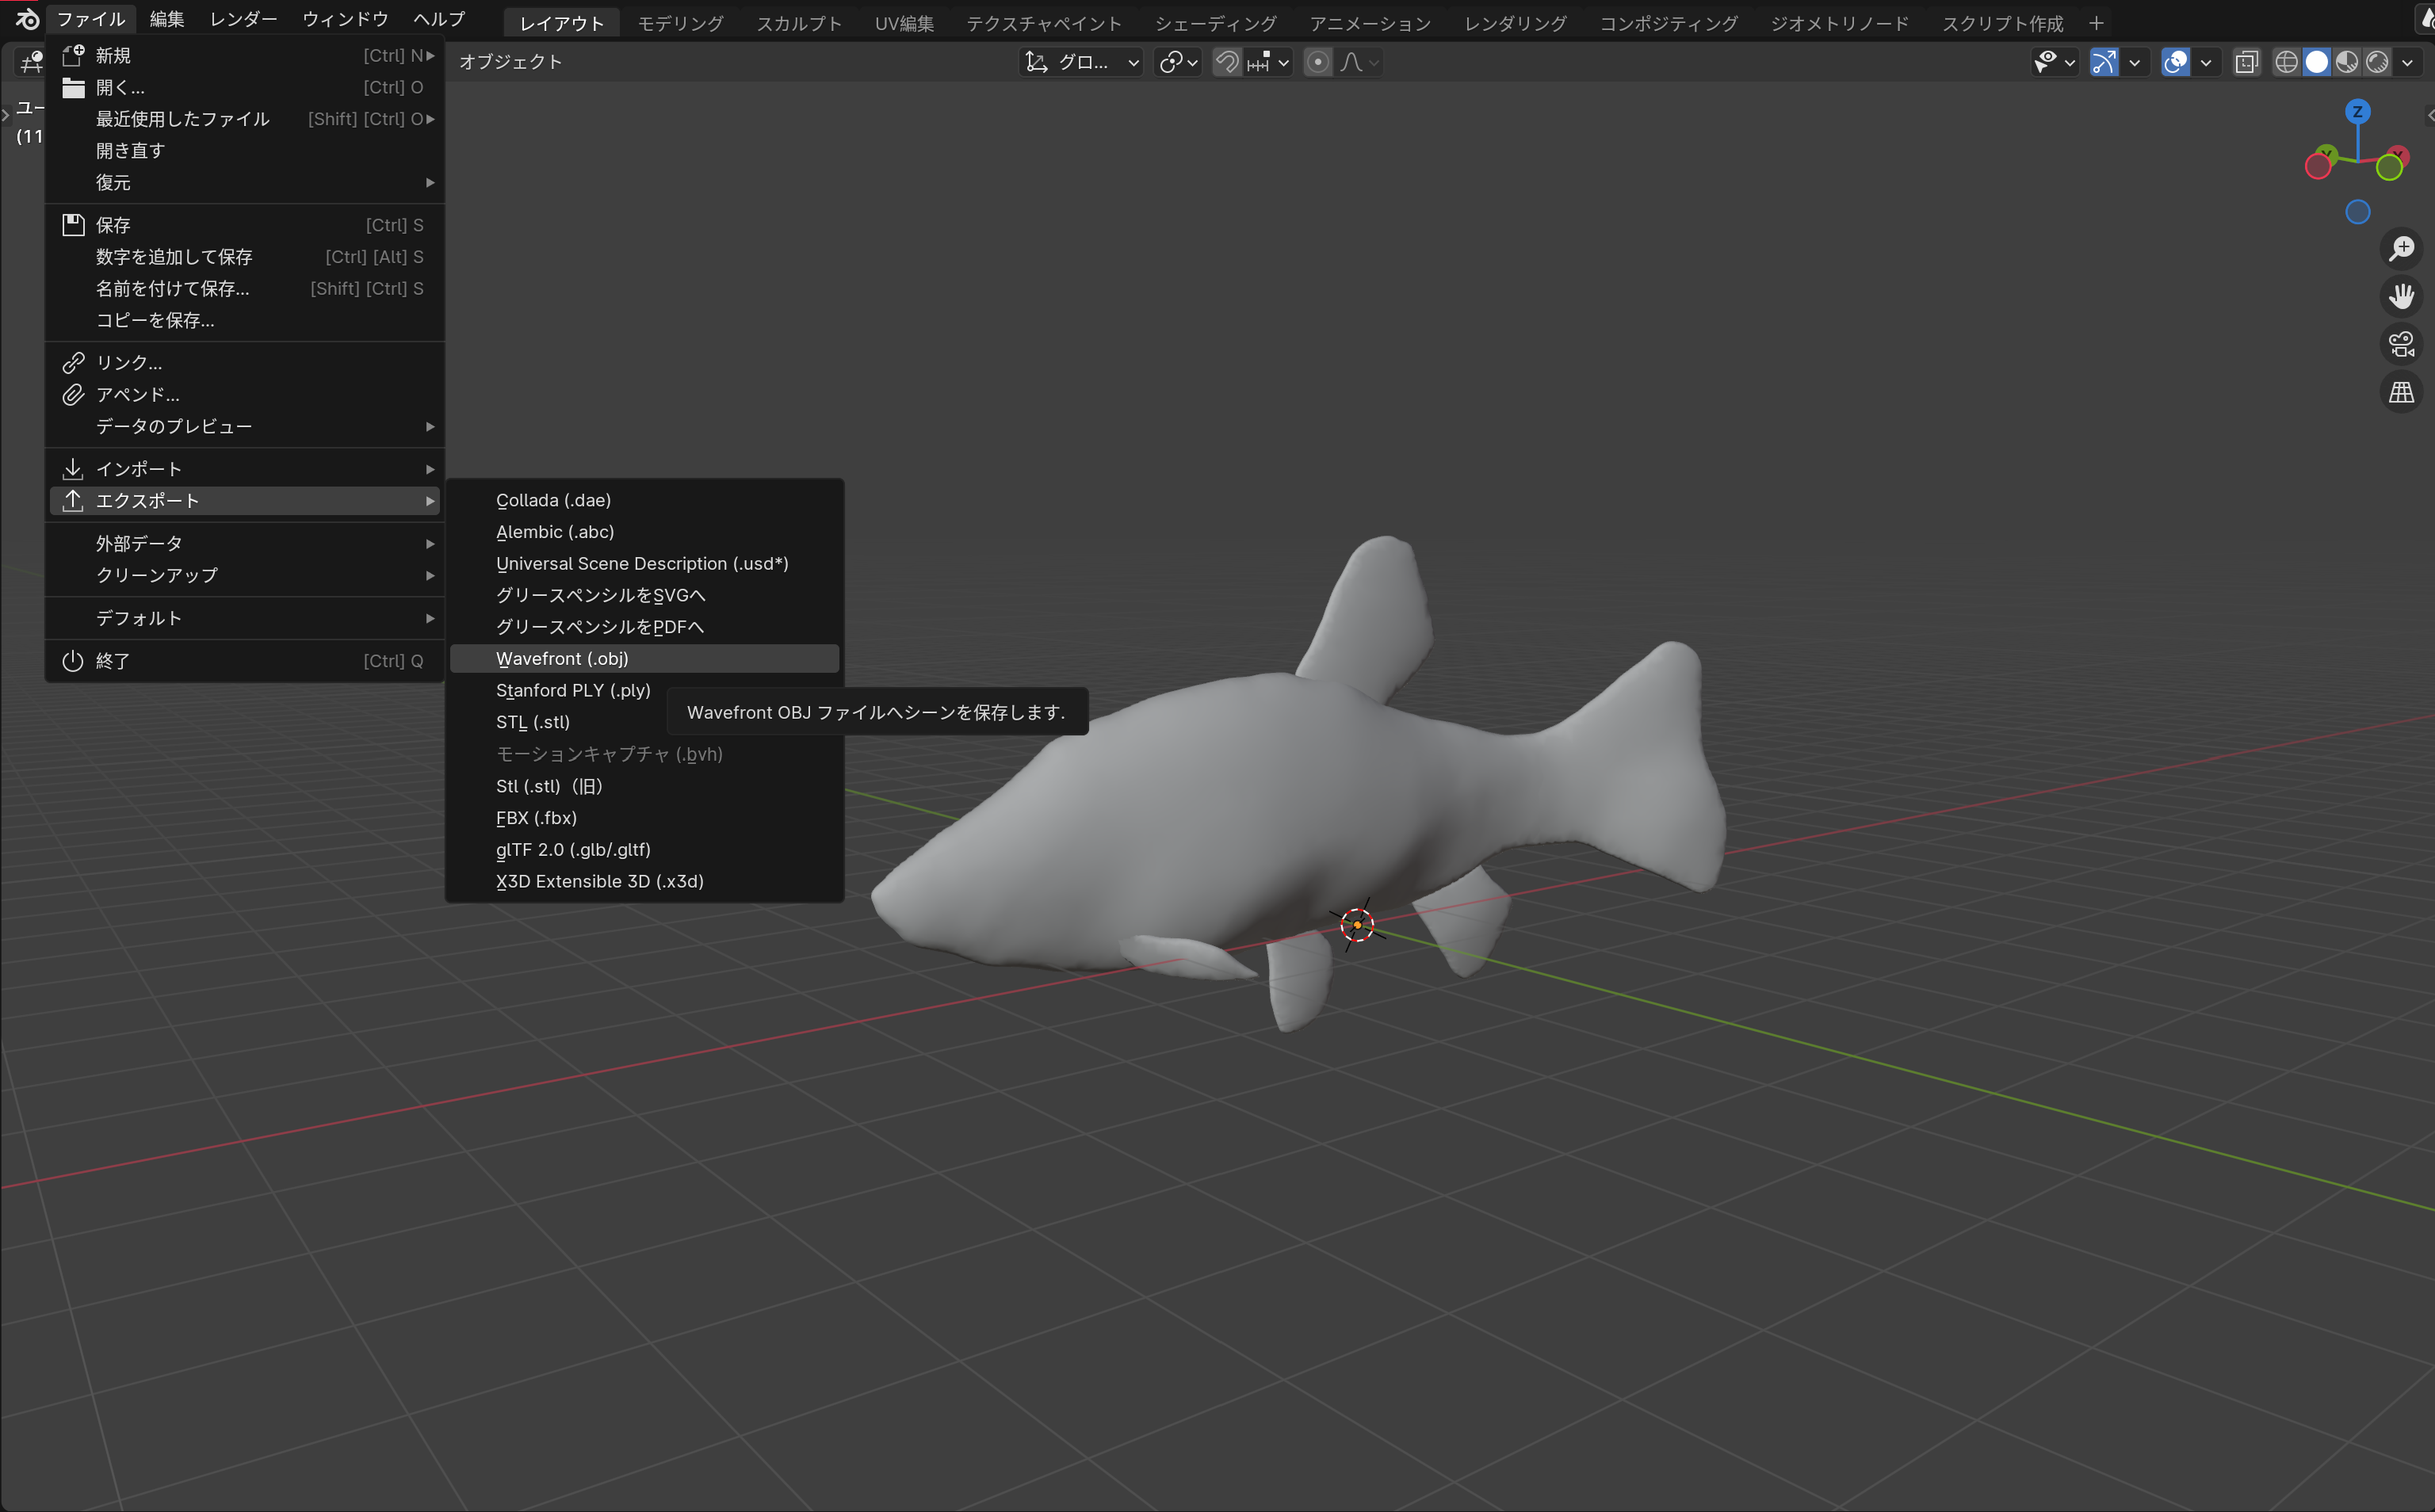 ファイル 編集 レンダー ウィンドウ ヘルプ レイアウト モデリング スカルプト UV編集 テクスチャペイント シェーディング アニメーション レンダリング コンポジティング ジオメトリノード スクリプト作成 +
オブジェクト グロ...
ユー
(11
新規 [Ctrl] N
開く... [Ctrl] O
最近使用したファイル [Shift] [Ctrl] O
開き直す
復元
保存 [Ctrl] S
数字を追加して保存 [Ctrl] [Alt] S
名前を付けて保存... [Shift] [Ctrl] S
コピーを保存...
リンク...
アペンド...
データのプレビュー
インポート
エクスポート
外部データ
クリーンアップ
デフォルト
終了 [Ctrl] Q
Collada (.dae)
Alembic (.abc)
Universal Scene Description (.usd*)
グリースペンシルをSVGへ
グリースペンシルをPDFへ
Wavefront (.obj)
Stanford PLY (.ply)
STL (.stl)
モーションキャプチャ (.bvh)
Stl (.stl)（旧）
FBX (.fbx)
glTF 2.0 (.glb/.gltf)
X3D Extensible 3D (.x3d)
Wavefront OBJ ファイルへシーンを保存します.
Z
Y X